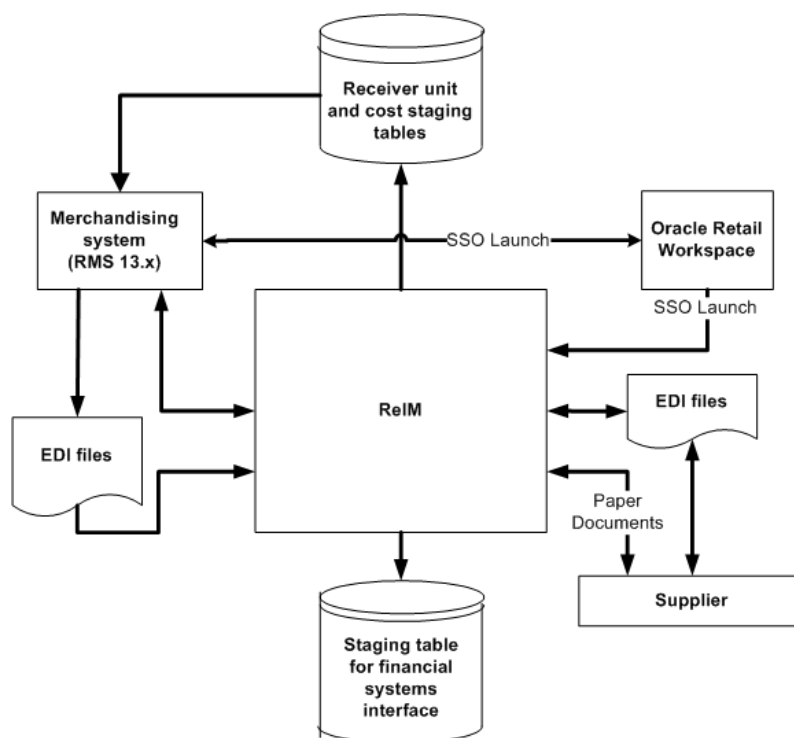 Receiver unit
and cost staging
tables
Merchandising
system
(RMS 13.x)
SSO Launch
Oracle Retail
Workspace
SSO Launch
ReIM
EDI files
EDI files
Paper
Documents
Supplier
Staging table
for financial
systems
interface